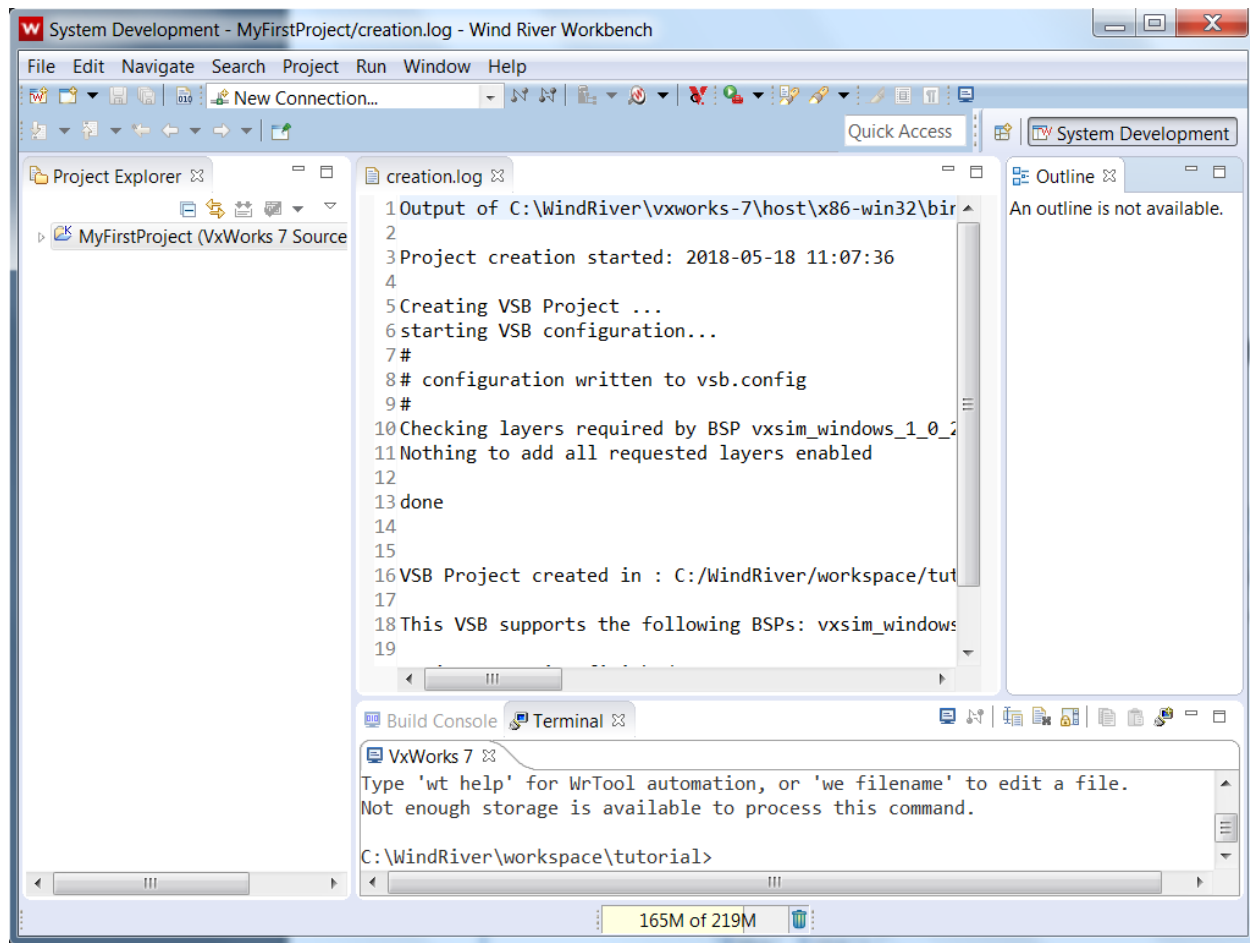 System Development - MyFirstProject/creation.log - Wind River Workbench
File Edit Navigate Search Project Run Window Help
New Connection...
Quick Access
System Development
Project Explorer
MyFirstProject (VxWorks 7 Source
creation.log
1 Output of C:\WindRiver\vxworks-7\host\x86-win32\bin
2
3 Project creation started: 2018-05-18 11:07:36
4
5 Creating VSB Project ...
6 starting VSB configuration...
7 #
8 # configuration written to vsb.config
9 #
10 Checking layers required by BSP vxsim_windows_1_0_2
11 Nothing to add all requested layers enabled
12
13 done
14
15
16 VSB Project created in : C:/WindRiver/workspace/tut
17
18 This VSB supports the following BSPs: vxsim_windows
19
Outline
An outline is not available.
Build Console
Terminal
VxWorks 7
Type 'wt help' for WrTool automation, or 'we filename' to edit a file.
Not enough storage is available to process this command.
C:\WindRiver\workspace\tutorial>
165M of 219M